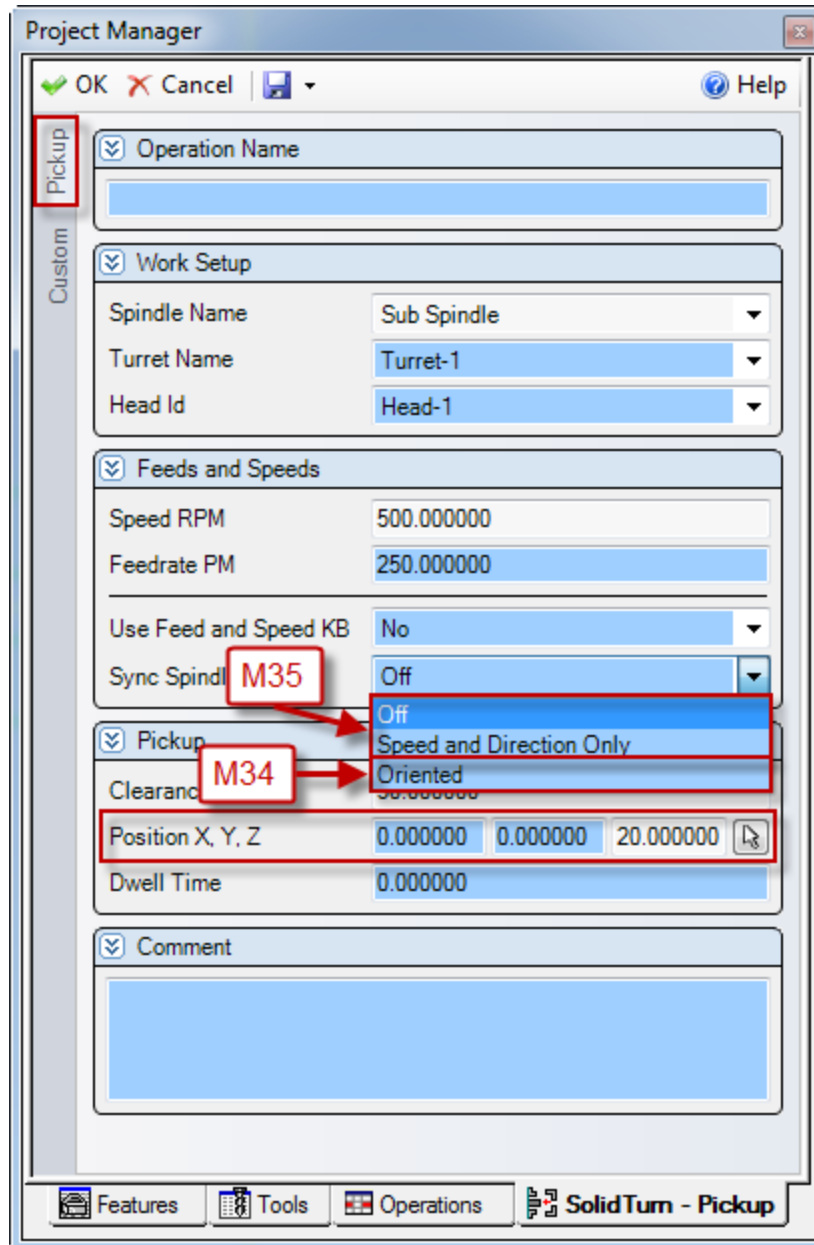 Project Manager
OK Cancel Help
Pickup
Custom
Operation Name
Work Setup
Spindle Name Sub Spindle
Turret Name Turret-1
Head Id Head-1
Feeds and Speeds
Speed RPM 500.000000
Feedrate PM 250.000000
Use Feed and Speed KB No
Sync Spindl Off
M35
Off
Speed and Direction Only
Oriented
M34
Pickup
Clearanc
Position X, Y, Z 0.000000 0.000000 20.000000
Dwell Time 0.000000
Comment
Features Tools Operations SolidTurn - Pickup